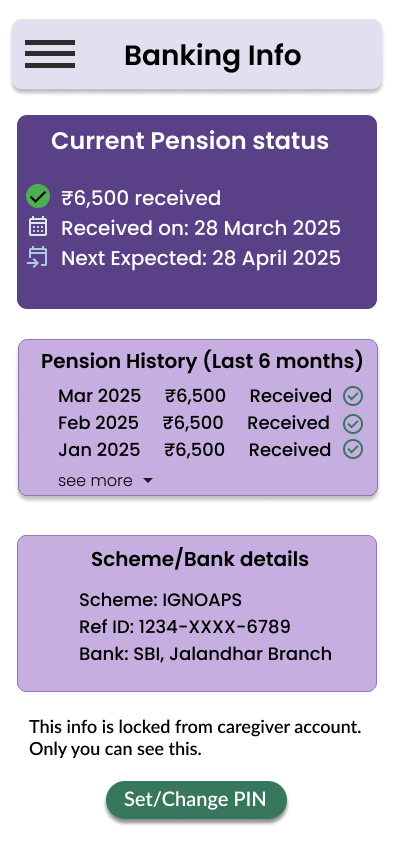 Banking Info
Current Pension status
₹6,500 received
Received on: 28 March 2025
Next Expected: 28 April 2025
Pension History (Last 6 months)
Mar 2025 ₹6,500 Received
Feb 2025 ₹6,500 Received
Jan 2025 ₹6,500 Received
see more
Scheme/Bank details
Scheme: IGNOAPS
Ref ID: 1234-XXXX-6789
Bank: SBI, Jalandhar Branch
This info is locked from caregiver account.
Only you can see this.
Set/Change PIN